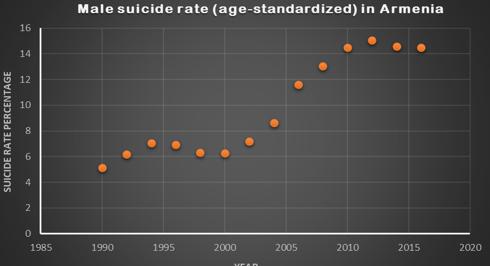 Male suicide rate (age-standardized) in Armenia
SUICIDE RATE PERCENTAGE
16
14
12
10
8
6
4
2
0
1985 1990 1995 2000 2005 2010 2015 2020
YEAR